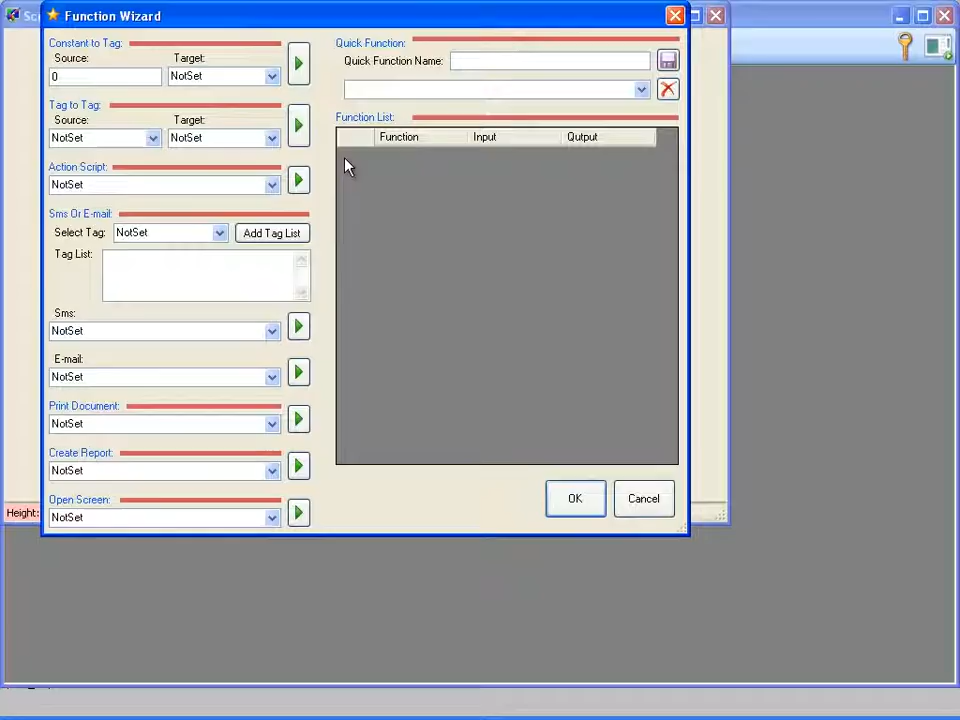 Function Wizard
Constant to Tag:
Source:
Target:
0
NotSet
Tag to Tag:
Source:
Target:
NotSet
NotSet
Action Script:
NotSet
Sms Or E-mail:
Select Tag:
NotSet
Add Tag List
Tag List:
Sms:
NotSet
E-mail:
NotSet
Print Document:
NotSet
Create Report:
NotSet
Open Screen:
NotSet
Quick Function:
Quick Function Name:
Function List:
Function
Input
Qutput
OK
Cancel
Height: